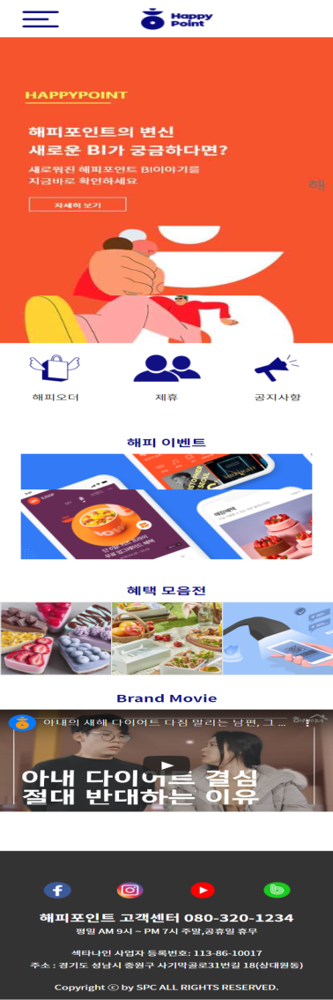 Happy
Point
HAPPYPOINT
해피포인트의 변신
새로운 BI가 궁금하다면?
새로워진 해피포인트 BI이야기를
지금바로 확인하세요
해
자세히 보기
해피오더
제휴
공지사항
해피 이벤트
혜택 모음전
Brand Movie
아내의 새해 다이어트 다짐 말리는 남편, 그 ...
아내 다이어트 결심
절대 반대하는 이유
해피포인트 고객센터 080-320-1234
평일 AM 9시 ~ PM 7시 주말,공휴일 휴무
섹타나인 사업자 등록번호: 113-86-10017
주소 : 경기도 성남시 중원구 사기막골로31번길 18(상대원동)
Copyright ⓒ by SPC ALL RIGHTS RESERVED.